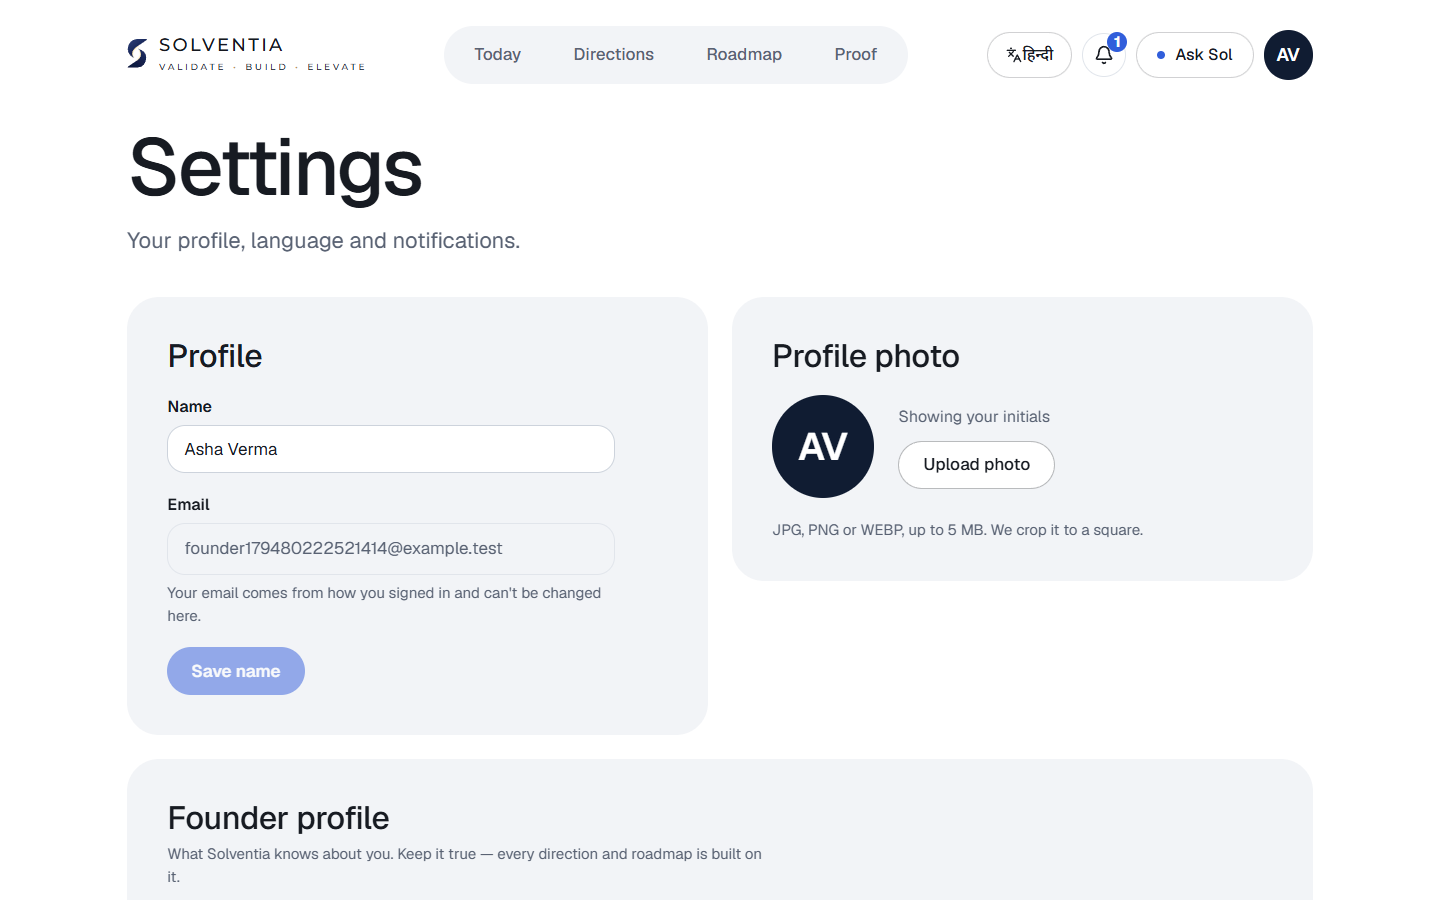 SOLVENTIA
VALIDATE · BUILD · ELEVATE
Today
Directions
Roadmap
Proof
हिन्दी
1
Ask Sol
AV
Settings
Your profile, language and notifications.
Profile
Name
Asha Verma
Email
founder179480222521414@example.test
Your email comes from how you signed in and can't be changed
here.
Save name
Profile photo
AV
Showing your initials
Upload photo
JPG, PNG or WEBP, up to 5 MB. We crop it to a square.
Founder profile
What Solventia knows about you. Keep it true — every direction and roadmap is built on
it.